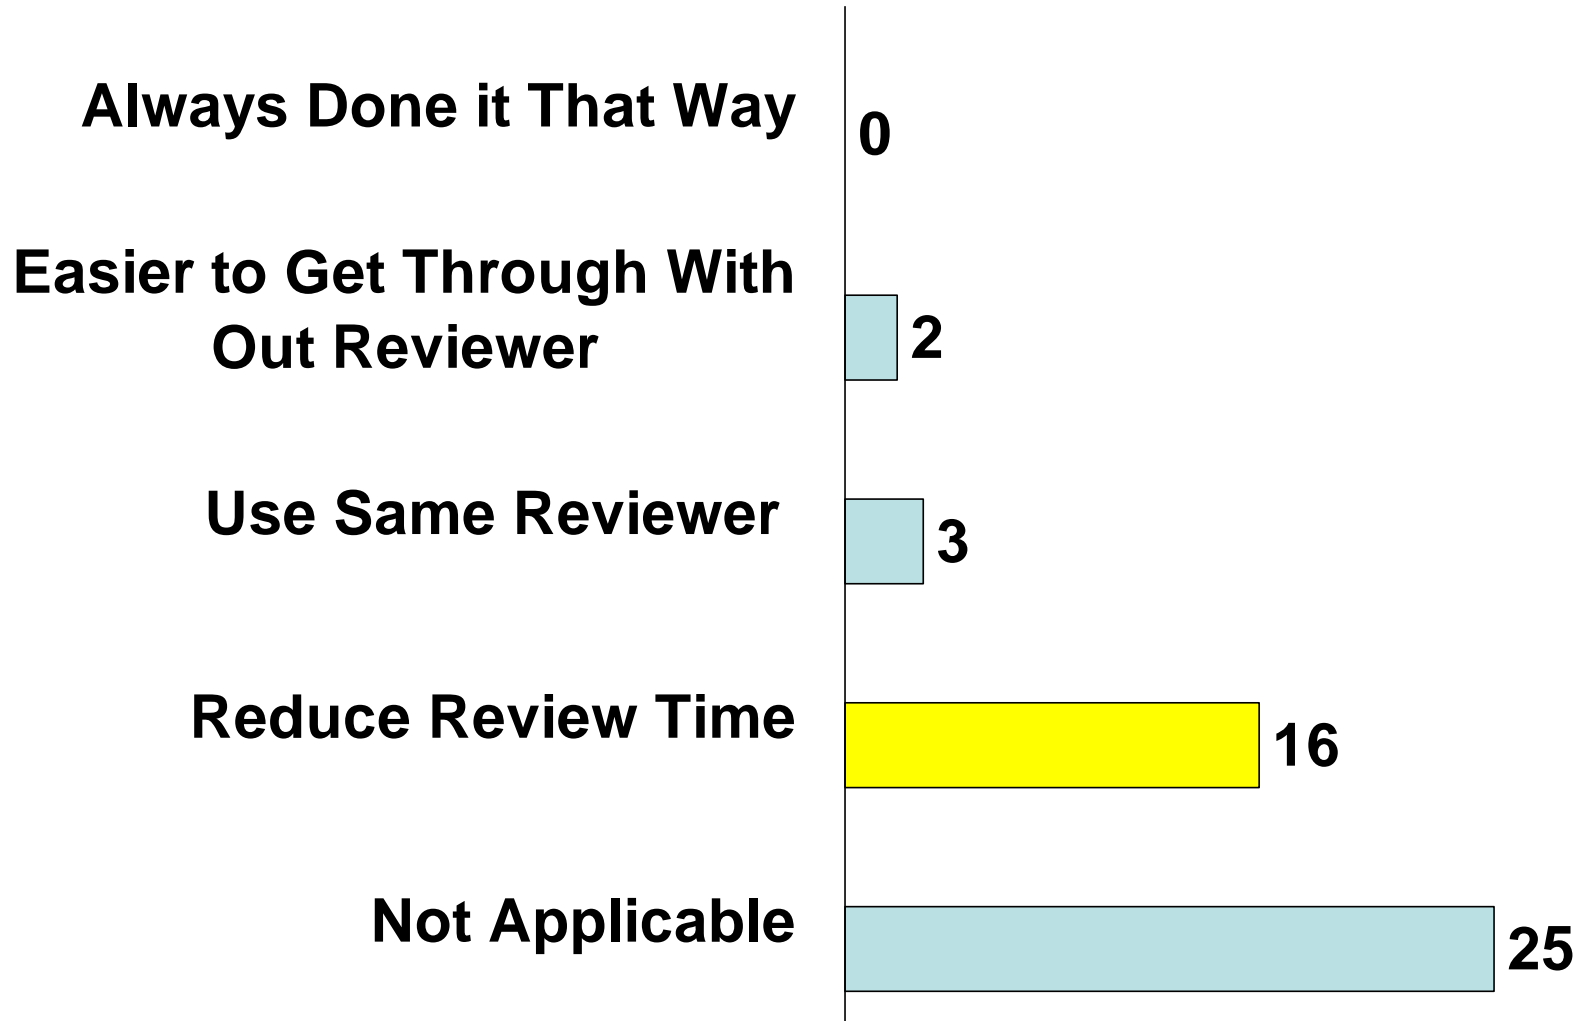 Always Done it That Way
0
Easier to Get Through With
Out Reviewer
2
Use Same Reviewer
3
Reduce Review Time
16
Not Applicable
25